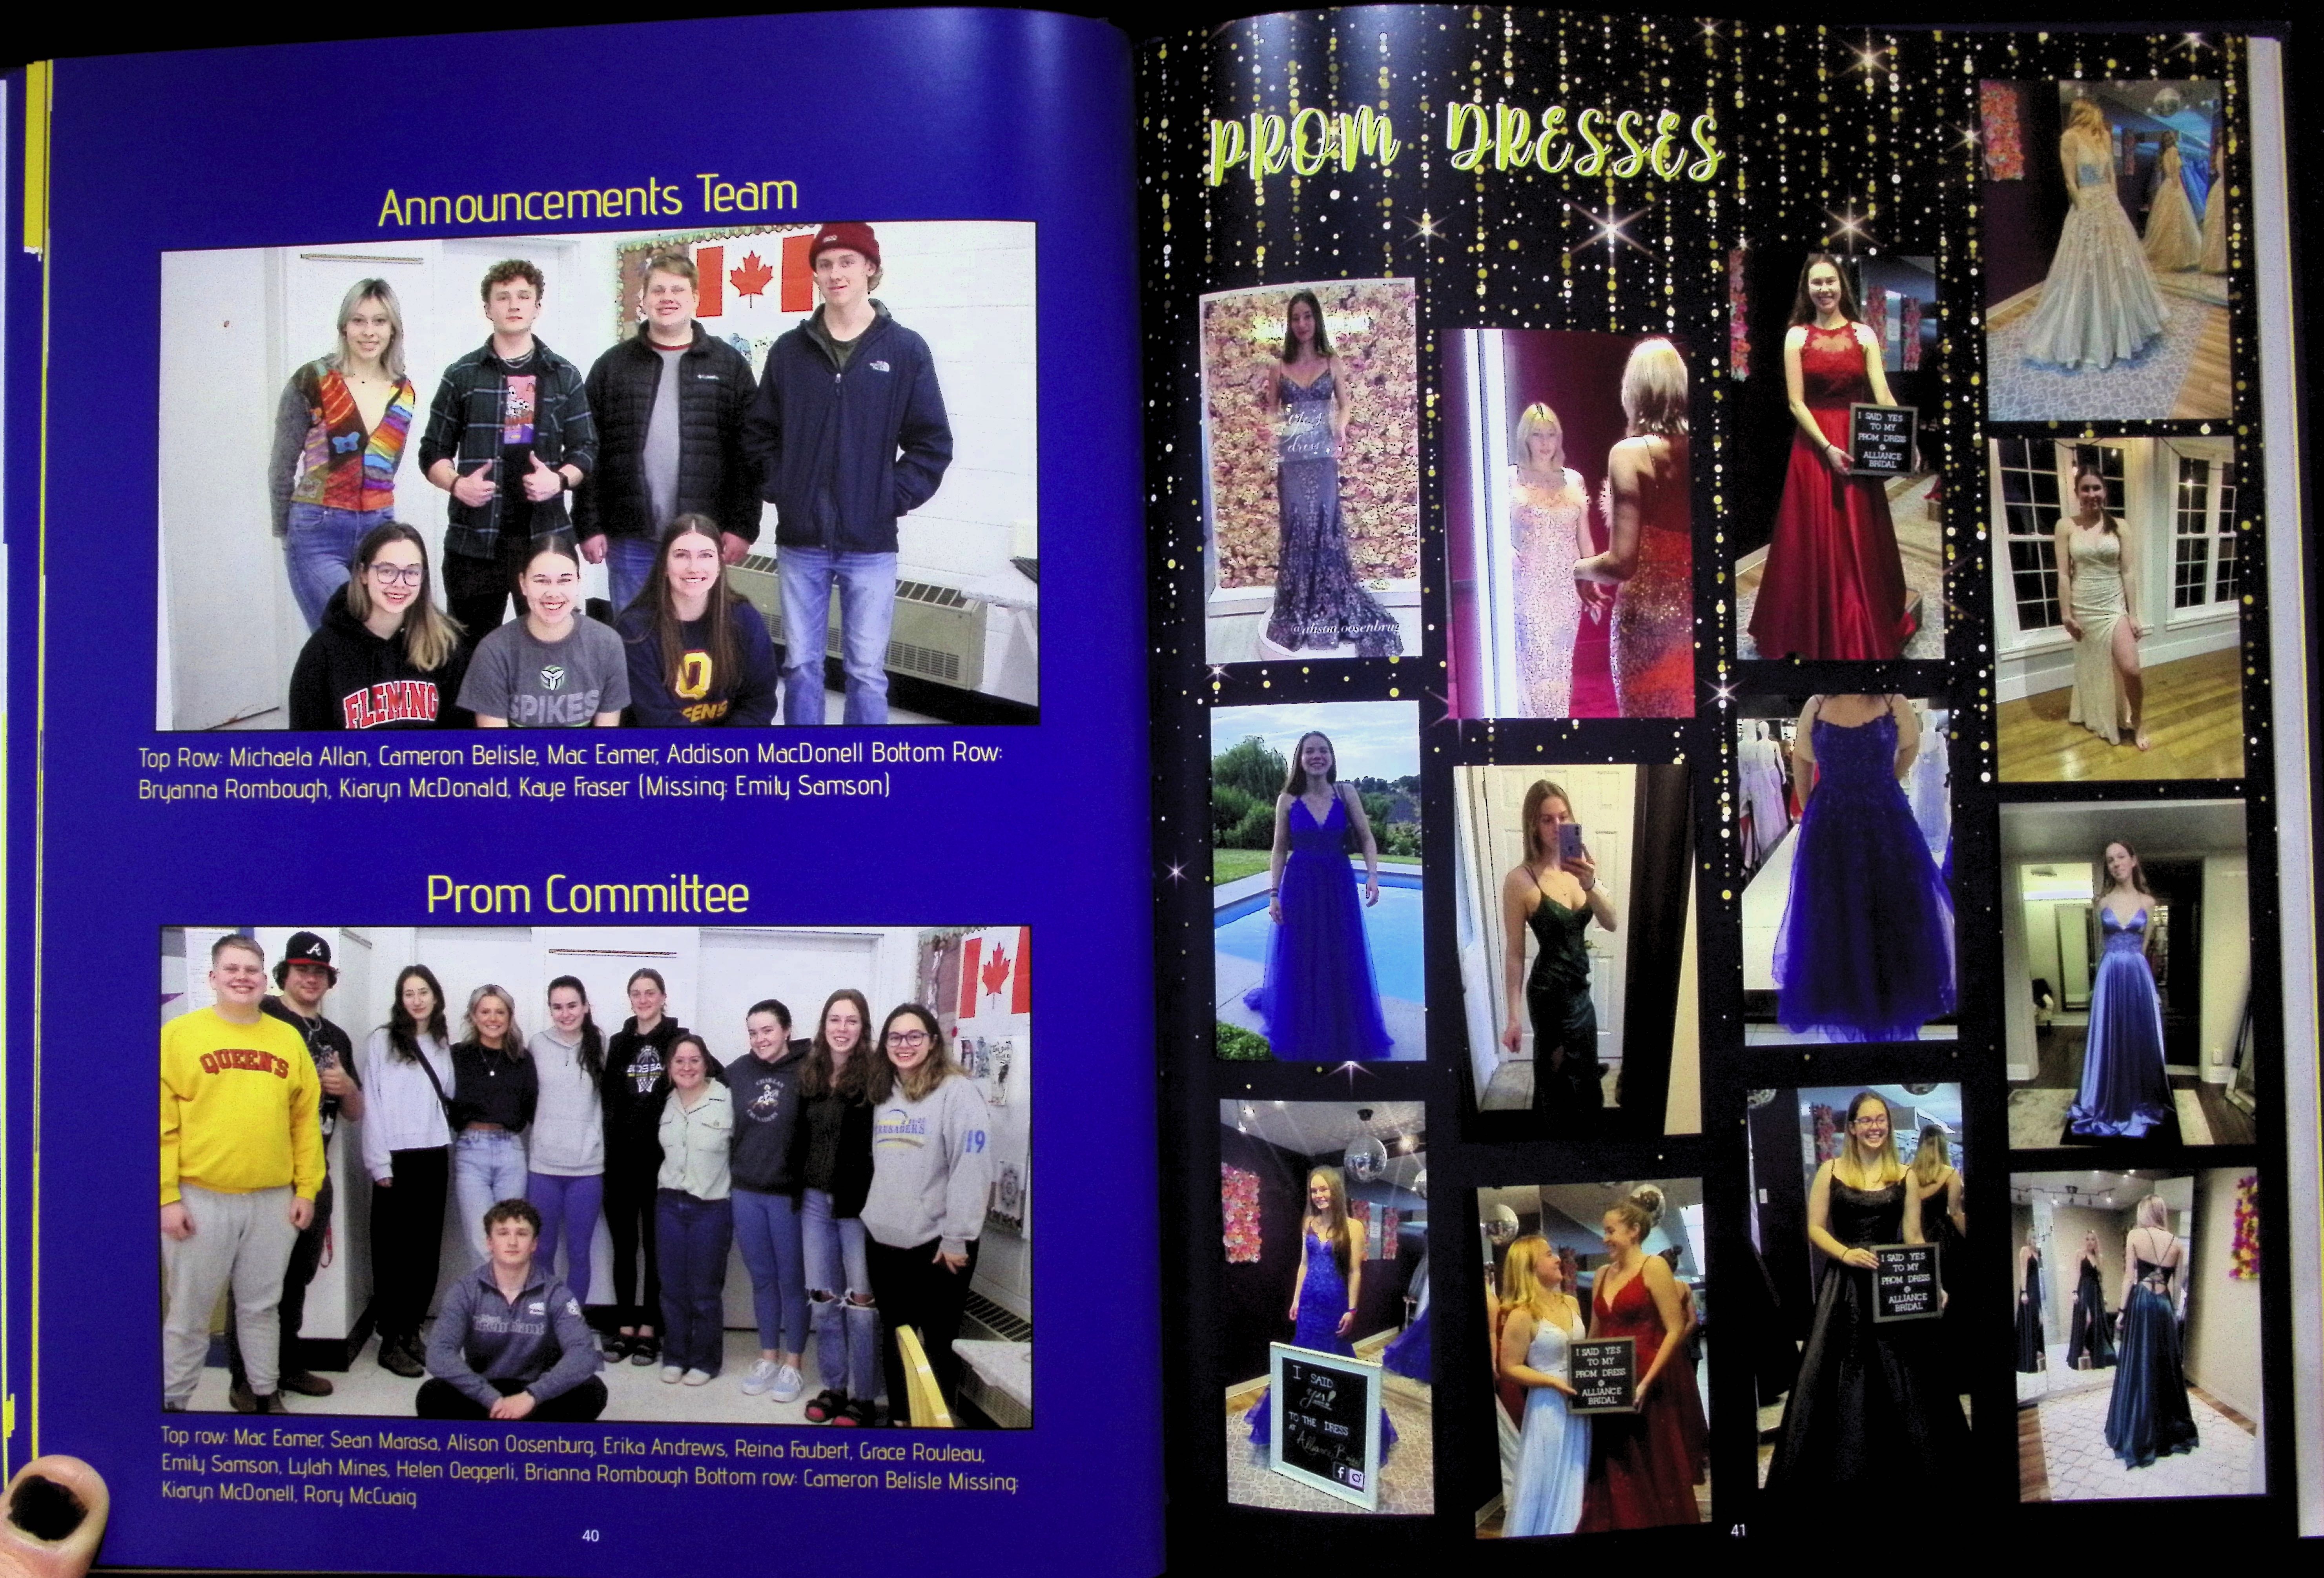 Announcements Team
FLEMING
SPIKES
Q
Top Row: Michaela Allan, Cameron Belisle, Mac Eamer, Addison MacDonell Bottom Row:
Bryanna Rombough, Kiaryn McDonald, Kaye Fraser (Missing: Emily Samson)
Prom Committee
A
QUEEN'S
19
Top row: Mac Eamer, Sean Marasa, Alison Oosenburg, Erika Andrews, Reina Faubert, Grace Rouleau,
Emily Samson, Lylah Mines, Helen Oeggerli, Brianna Rombough Bottom row: Cameron Belisle Missing:
Kiaryn McDonell, Rory McCuaig
40
PROM DRESSES
dress
@alison.oosenbrug
I SAID YES
TO MY
PROM DRESS
@
ALLIANCE
BRIDAL
I SAID
yes!
TO THE DRESS
AT
I SAID YES
TO MY
PROM DRESS
@
ALLIANCE
BRIDAL
I SAID YES
TO MY
PROM DRESS
@
ALLIANCE
BRIDAL
41